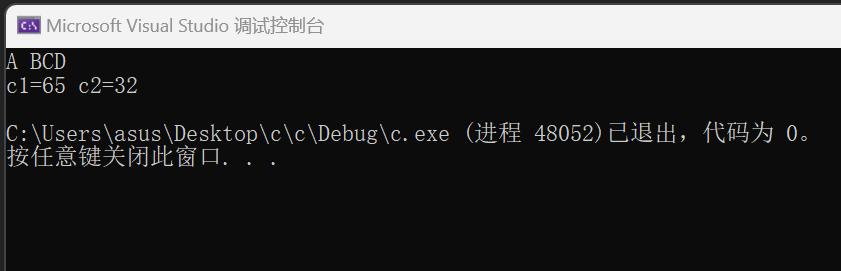 Microsoft Visual Studio 调试控制台
A BCD
c1=65 c2=32
C:\Users\asus\Desktop\c\c\Debug\c.exe (进程 48052)已退出，代码为 0。
按任意键关闭此窗口. . .